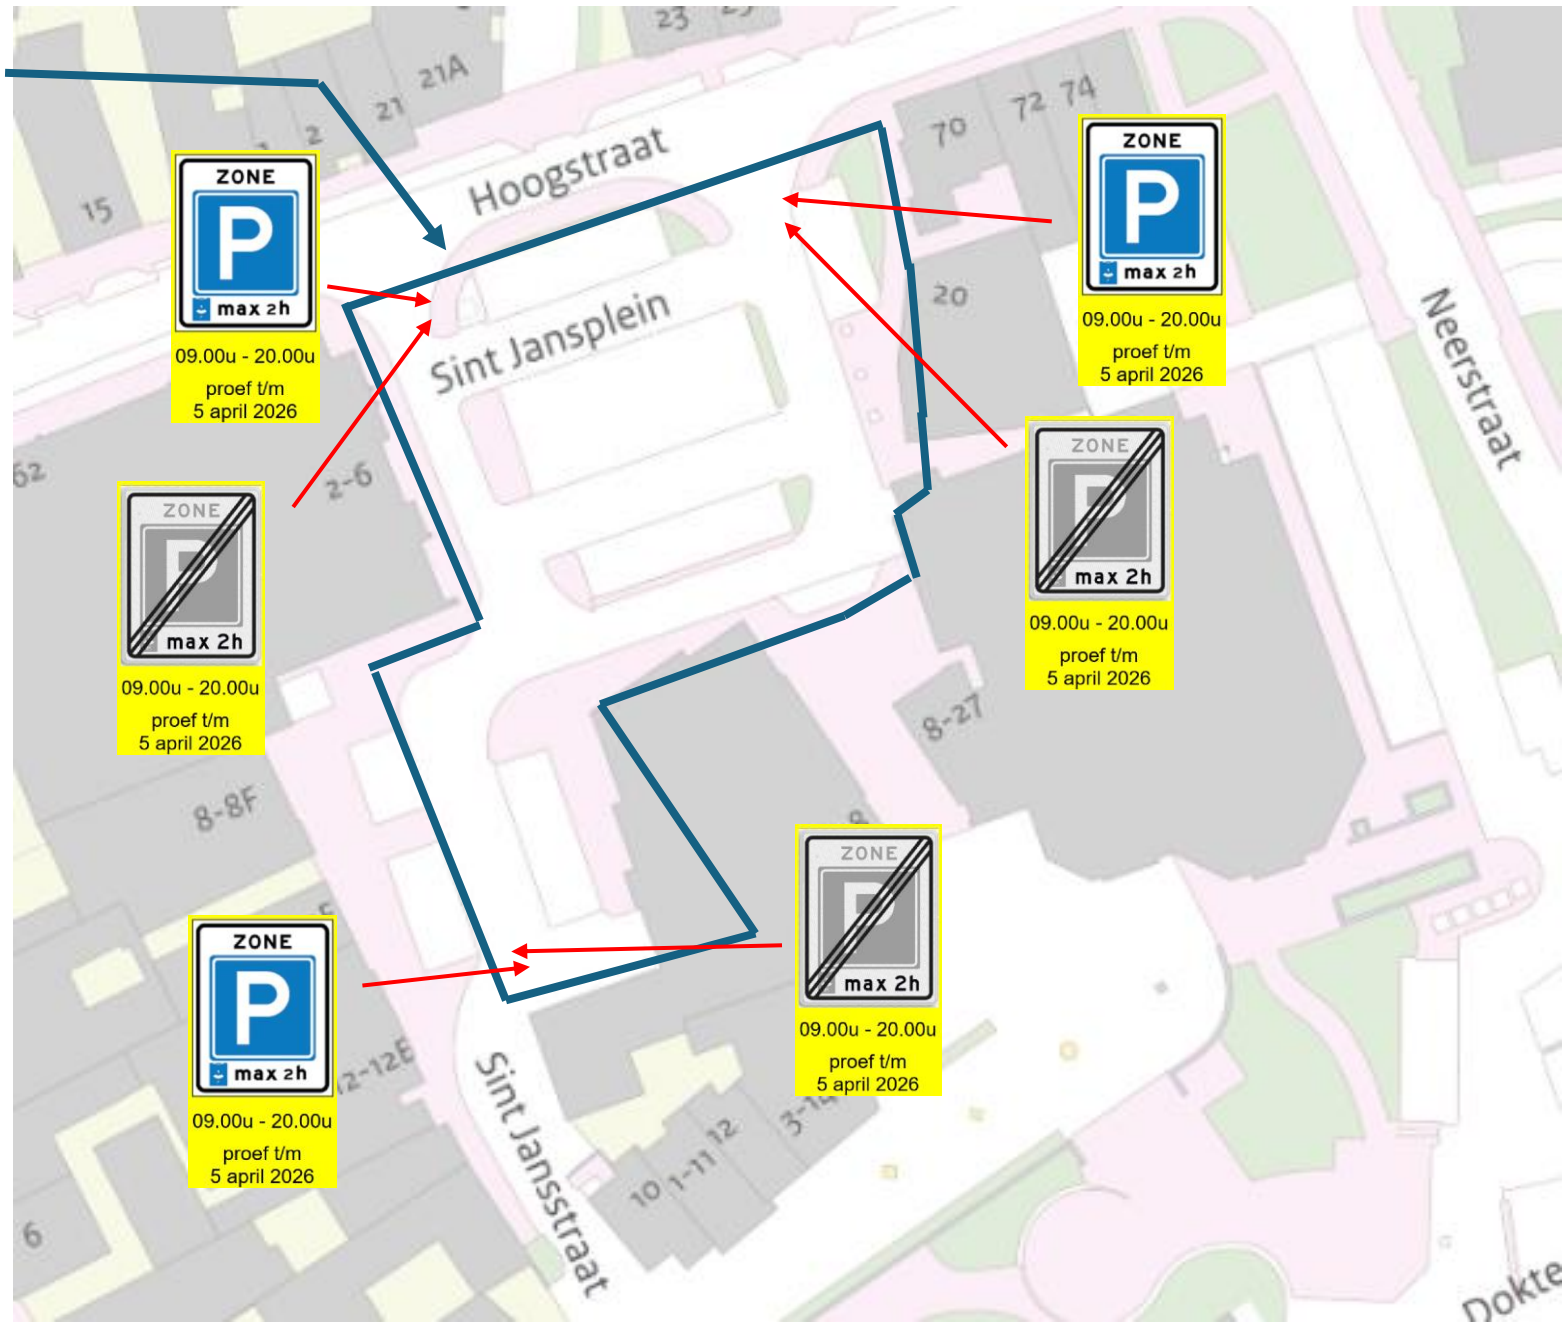 23
21A
21
2
15
Hoogstraat
70
72
74
ZONE
P
max 2h
09.00u - 20.00u
proef t/m
5 april 2026
ZONE
P
max 2h
09.00u - 20.00u
proef t/m
5 april 2026
20
Sint Jansplein
Neerstraat
62
2-6
ZONE
P
max 2h
09.00u - 20.00u
proef t/m
5 april 2026
ZONE
P
max 2h
09.00u - 20.00u
proef t/m
5 april 2026
8-27
8-8F
8
ZONE
P
max 2h
09.00u - 20.00u
proef t/m
5 april 2026
ZONE
P
max 2h
09.00u - 20.00u
proef t/m
5 april 2026
12-12E
Sint Jansstraat
10
1-11
12
6
Dokte